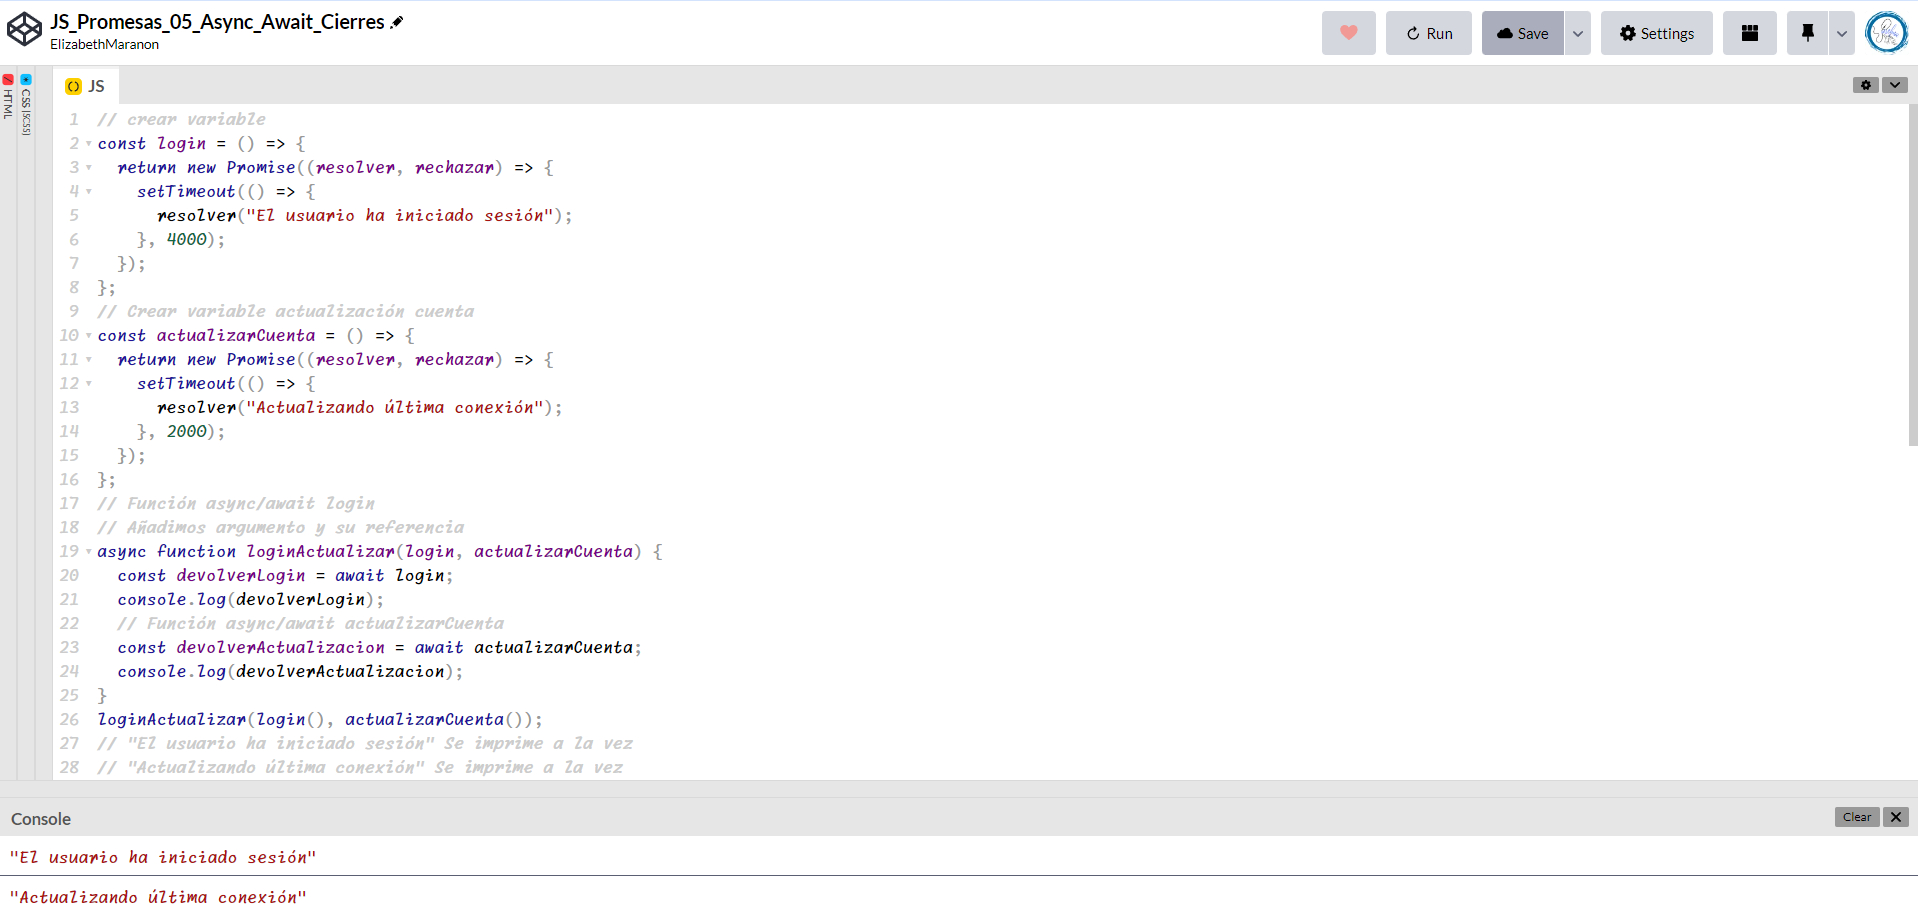 JS_Promesas_05_Async_Await_Cierres
ElizabethMaranon
Run
Save
Settings
HTML
CSS (SCSS)
JS
1 // crear variable
2 const login = () => {
3   return new Promise((resolver, rechazar) => {
4     setTimeout(() => {
5       resolver("El usuario ha iniciado sesión");
6     }, 4000);
7   });
8 };
9 // Crear variable actualización cuenta
10 const actualizarCuenta = () => {
11   return new Promise((resolver, rechazar) => {
12     setTimeout(() => {
13       resolver("Actualizando última conexión");
14     }, 2000);
15   });
16 };
17 // Función async/await login
18 // Añadimos argumento y su referencia
19 async function loginActualizar(login, actualizarCuenta) {
20   const devolverLogin = await login;
21   console.log(devolverLogin);
22   // Función async/await actualizarCuenta
23   const devolverActualizacion = await actualizarCuenta;
24   console.log(devolverActualizacion);
25 }
26 loginActualizar(login(), actualizarCuenta());
27 // "El usuario ha iniciado sesión" Se imprime a la vez
28 // "Actualizando última conexión" Se imprime a la vez
Console
Clear
"El usuario ha iniciado sesión"
"Actualizando última conexión"